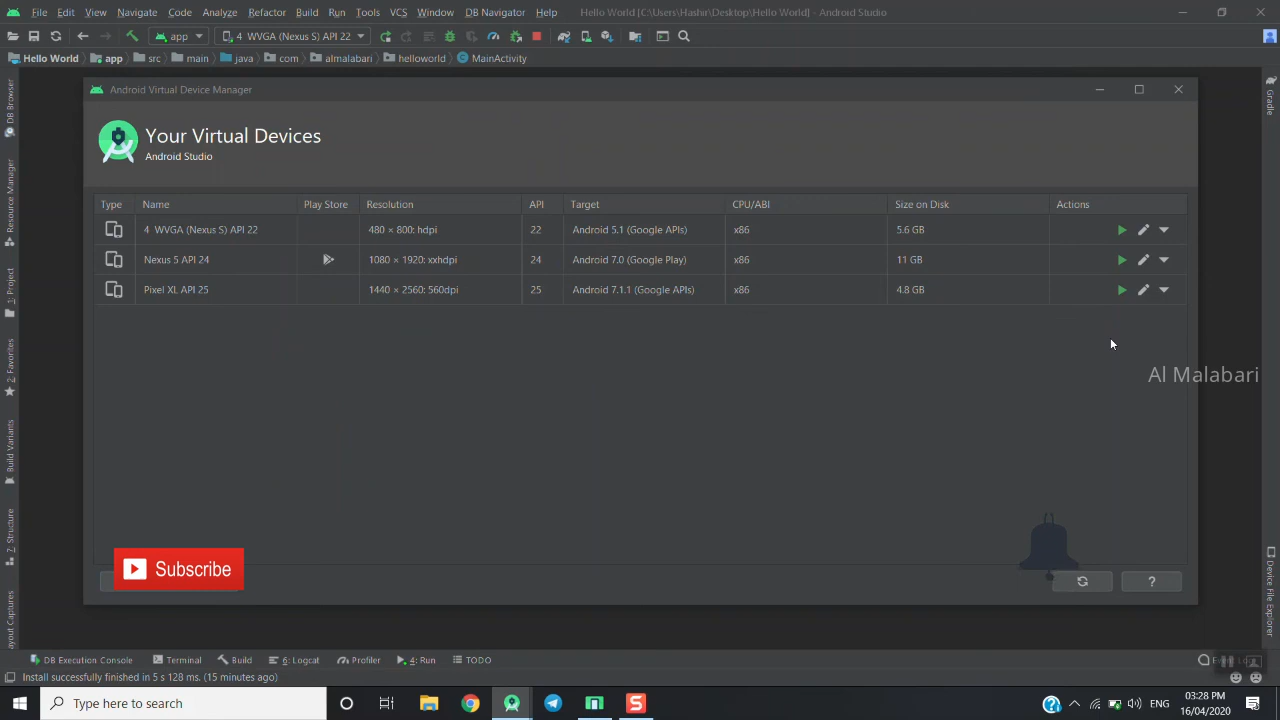 File Edit View Navigate Code Analyze Refactor Build Run Tools VCS Window DB Navigator Help Hello World [C:\Users\Hashir\Desktop\Hello World] - Android Studio
app 4 WVGA (Nexus S) API 22
Hello World app src main java com almalabari helloworld MainActivity
Android Virtual Device Manager
Your Virtual Devices
Android Studio
Type Name Play Store Resolution API Target CPU/ABI Size on Disk Actions
4 WVGA (Nexus S) API 22 480 × 800: hdpi 22 Android 5.1 (Google APIs) x86 5.6 GB
Nexus 5 API 24 1080 × 1920: xxhdpi 24 Android 7.0 (Google Play) x86 11 GB
Pixel XL API 25 1440 × 2560: 560dpi 25 Android 7.1.1 (Google APIs) x86 4.8 GB
Al Malabari
Subscribe
?
DB Browser
Resource Manager
1: Project
2: Favorites
Build Variants
7: Structure
ayout Captures
Gradle
Device File Explorer
DB Execution Console Terminal Build 6: Logcat Profiler 4: Run TODO
Install successfully finished in 5 s 128 ms. (15 minutes ago)
Type here to search
ENG
03:28 PM
16/04/2020